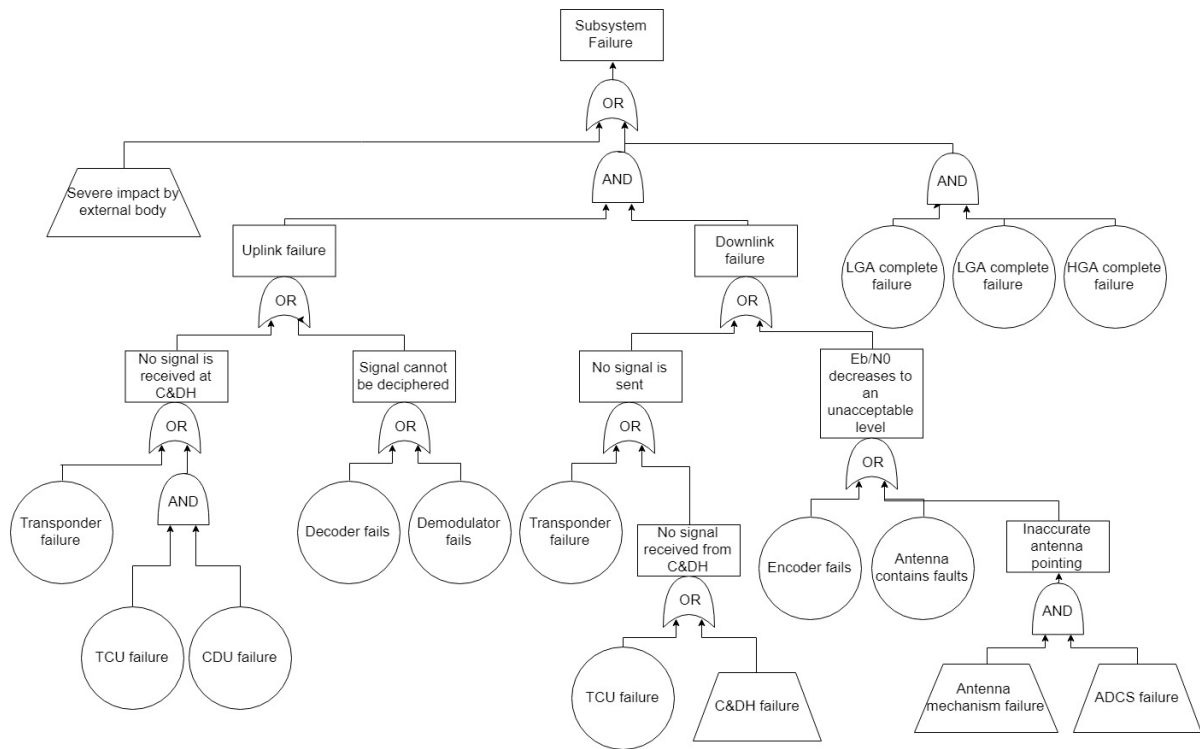 Subsystem
Failure
OR
Severe impact by
external body
AND
AND
Uplink failure
Downlink
failure
LGA complete
failure
LGA complete
failure
HGA complete
failure
OR
OR
No signal is
received at
C&DH
Signal cannot
be deciphered
No signal is
sent
Eb/N0
decreases to
an
unacceptable
level
OR
OR
OR
OR
Transponder
failure
AND
Decoder fails
Demodulator
fails
Transponder
failure
No signal
received from
C&DH
Encoder fails
Antenna
contains faults
Inaccurate
antenna
pointing
OR
AND
TCU failure
CDU failure
TCU failure
C&DH failure
Antenna
mechanism failure
ADCS failure